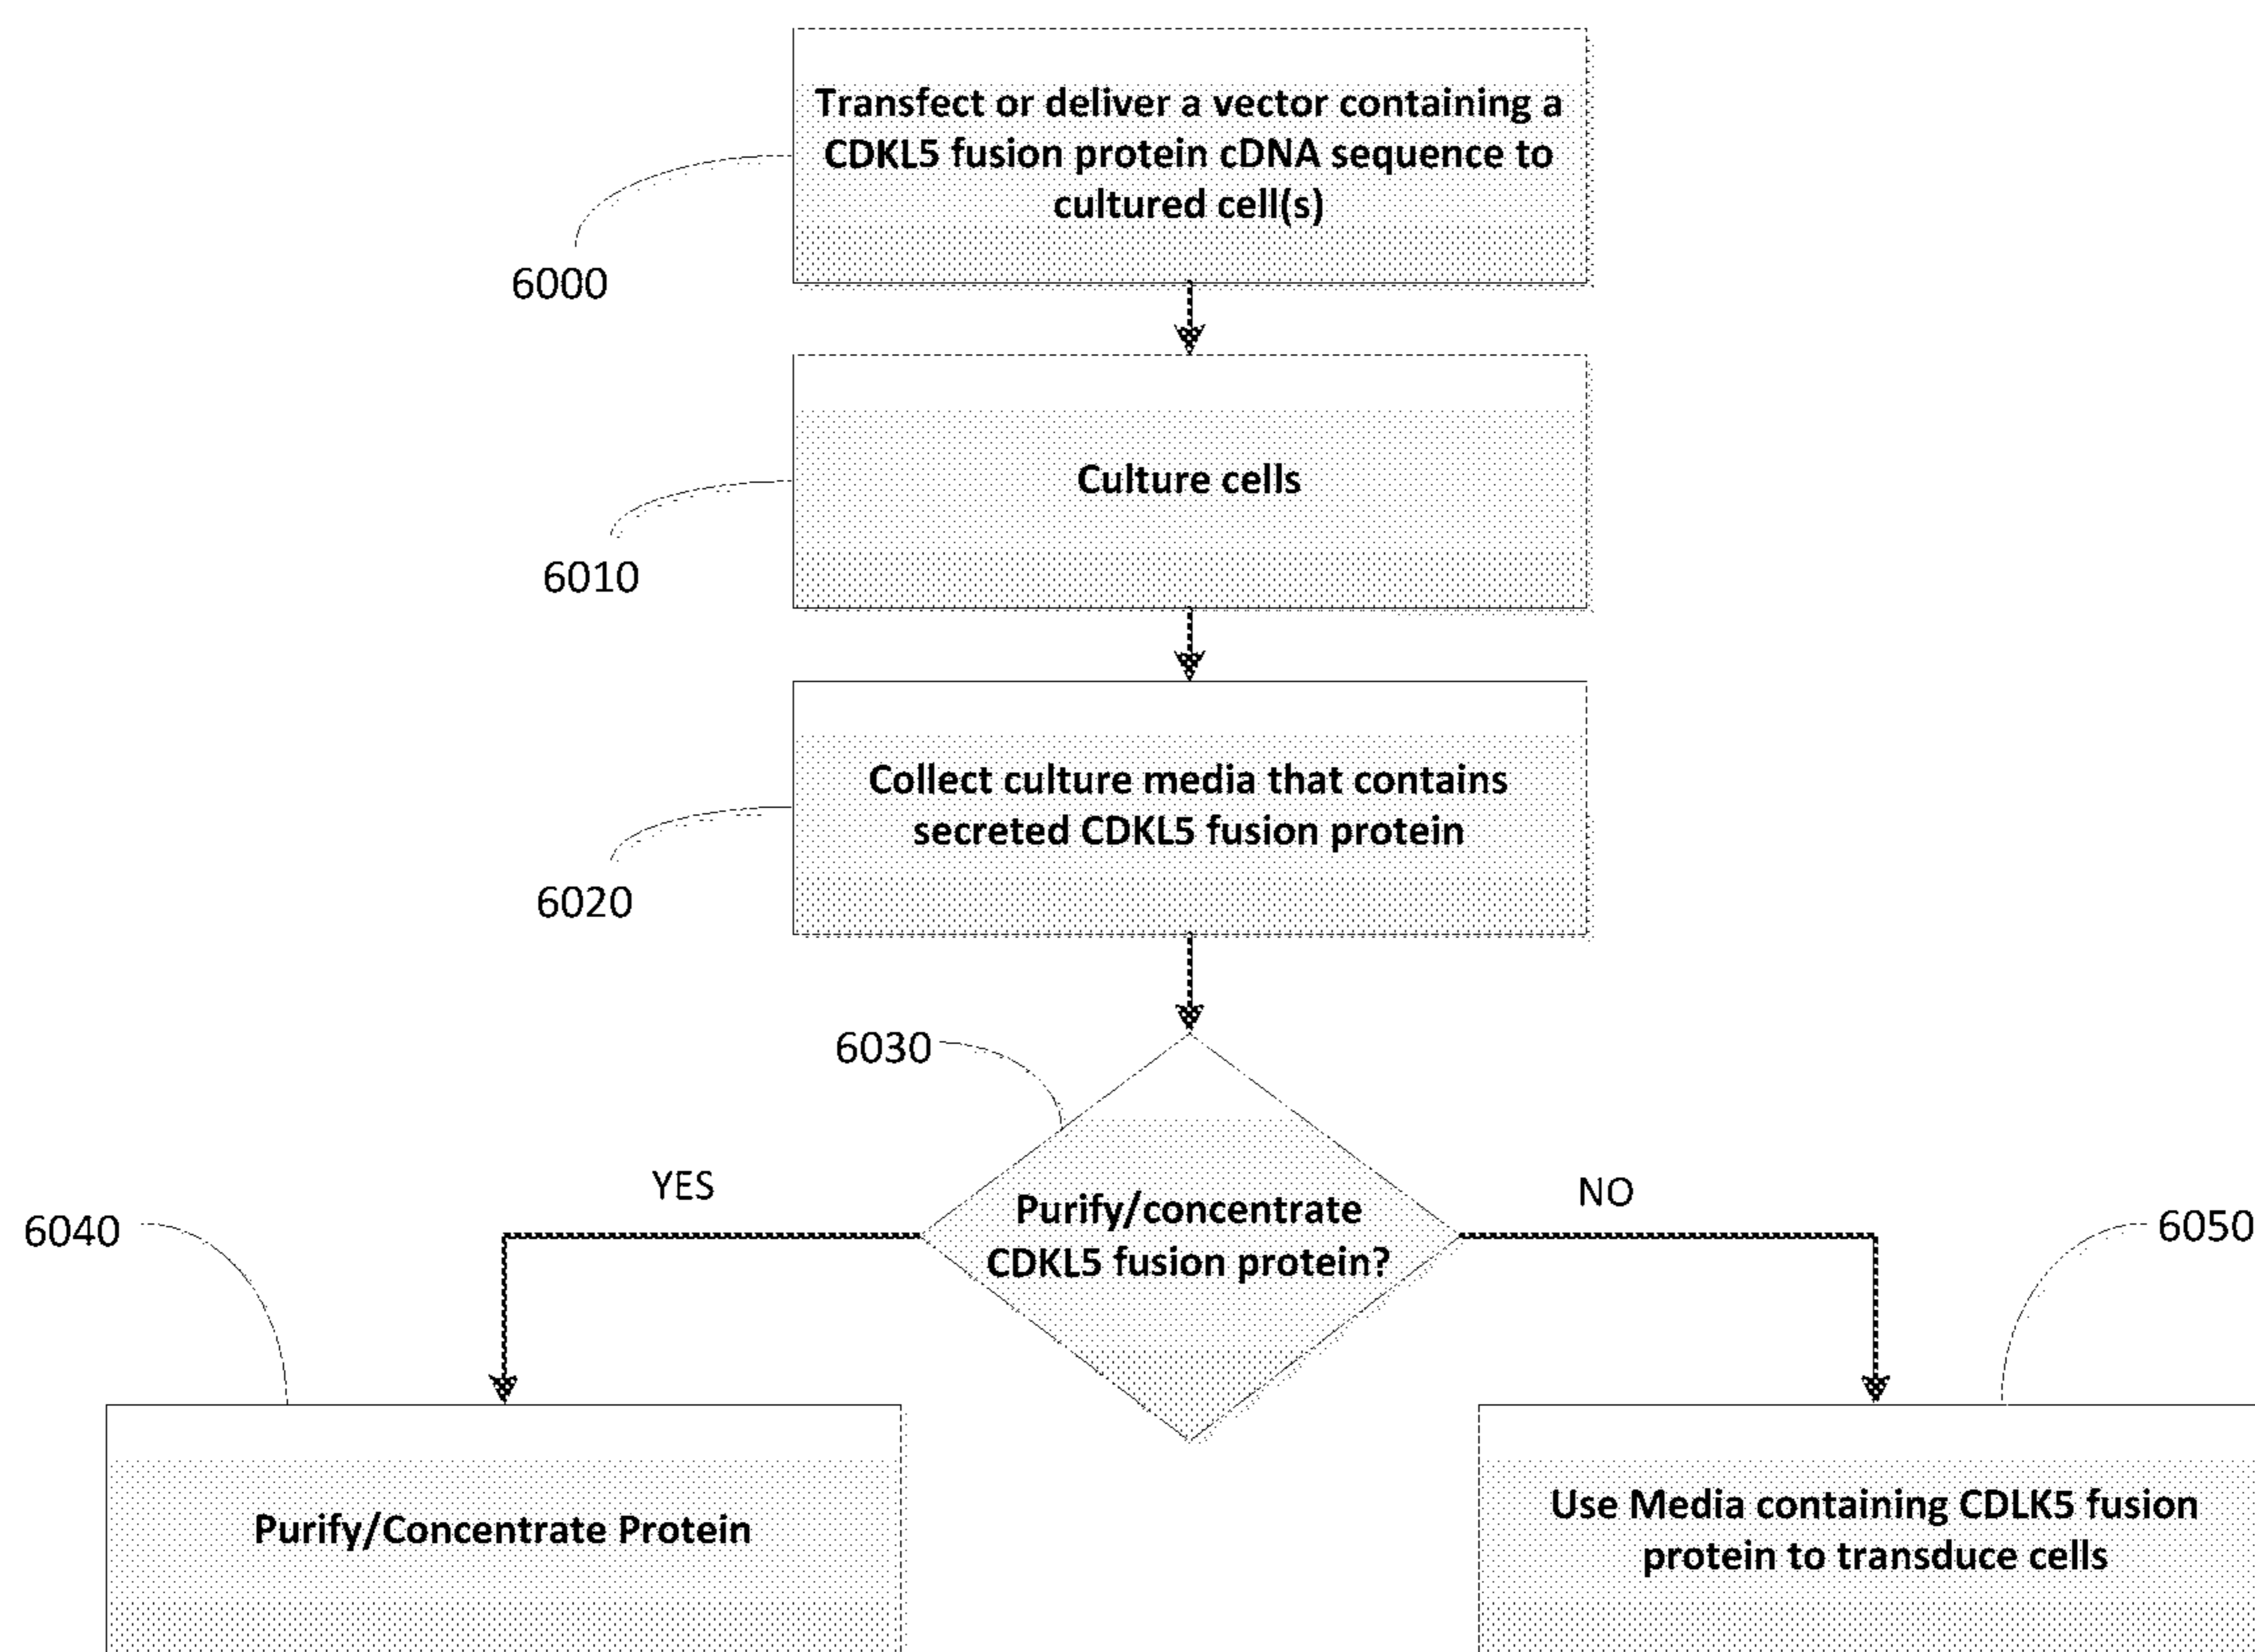 Transfect or deliver a vector containing a
CDKL5 fusion protein cDNA sequence to
cultured cell(s)
6000
Culture cells
6010
Collect culture media that contains
secreted CDKL5 fusion protein
6020
6030
YES
NO
Purify/concentrate
CDKL5 fusion protein?
6040
6050
Purify/Concentrate Protein
Use Media containing CDLK5 fusion
protein to transduce cells